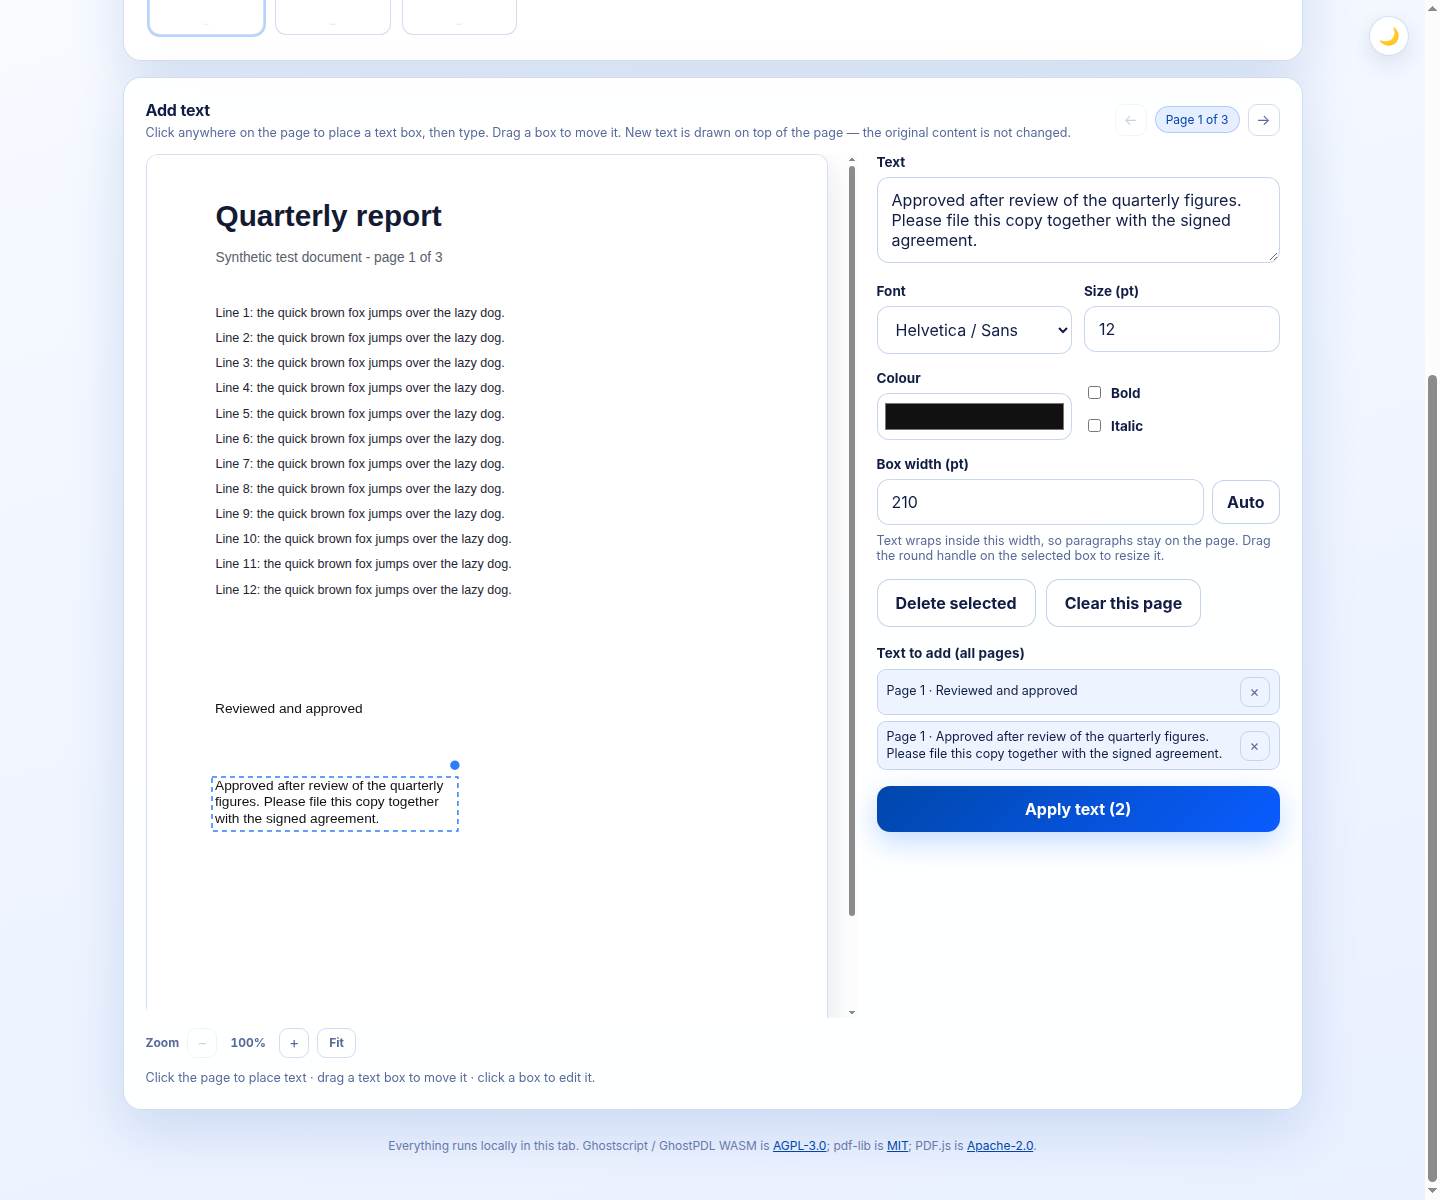 Add text
Click anywhere on the page to place a text box, then type. Drag a box to move it. New text is drawn on top of the page — the original content is not changed.
←
Page 1 of 3
→
Quarterly report
Synthetic test document - page 1 of 3
Line 1: the quick brown fox jumps over the lazy dog.
Line 2: the quick brown fox jumps over the lazy dog.
Line 3: the quick brown fox jumps over the lazy dog.
Line 4: the quick brown fox jumps over the lazy dog.
Line 5: the quick brown fox jumps over the lazy dog.
Line 6: the quick brown fox jumps over the lazy dog.
Line 7: the quick brown fox jumps over the lazy dog.
Line 8: the quick brown fox jumps over the lazy dog.
Line 9: the quick brown fox jumps over the lazy dog.
Line 10: the quick brown fox jumps over the lazy dog.
Line 11: the quick brown fox jumps over the lazy dog.
Line 12: the quick brown fox jumps over the lazy dog.
Reviewed and approved
Approved after review of the quarterly
figures. Please file this copy together
with the signed agreement.
Text
Approved after review of the quarterly figures.
Please file this copy together with the signed
agreement.
Font
Size (pt)
Helvetica / Sans
12
Colour
Bold
Italic
Box width (pt)
210
Auto
Text wraps inside this width, so paragraphs stay on the page. Drag
the round handle on the selected box to resize it.
Delete selected
Clear this page
Text to add (all pages)
Page 1 · Reviewed and approved
×
Page 1 · Approved after review of the quarterly figures.
Please file this copy together with the signed agreement.
×
Apply text (2)
Zoom
−
100%
+
Fit
Click the page to place text · drag a text box to move it · click a box to edit it.
Everything runs locally in this tab. Ghostscript / GhostPDL WASM is AGPL-3.0; pdf-lib is MIT; PDF.js is Apache-2.0.